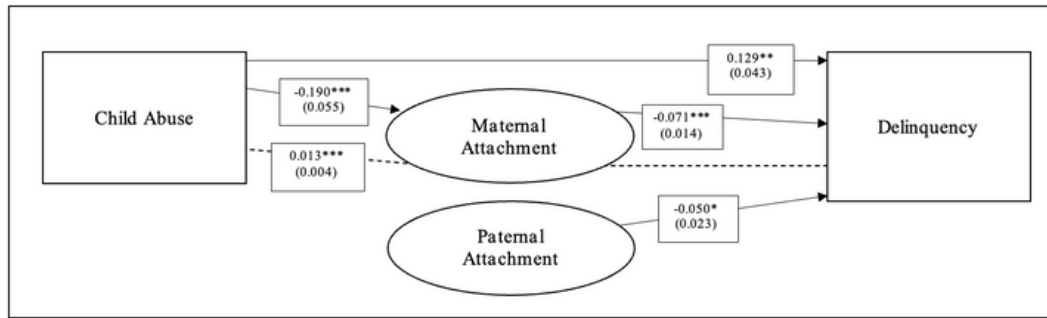 0.129**
(0.043)
-0.190***
(0.055)
Child Abuse
Maternal
Attachment
-0.071***
(0.014)
Delinquency
0.013***
(0.004)
-0.050*
(0.023)
Paternal
Attachment